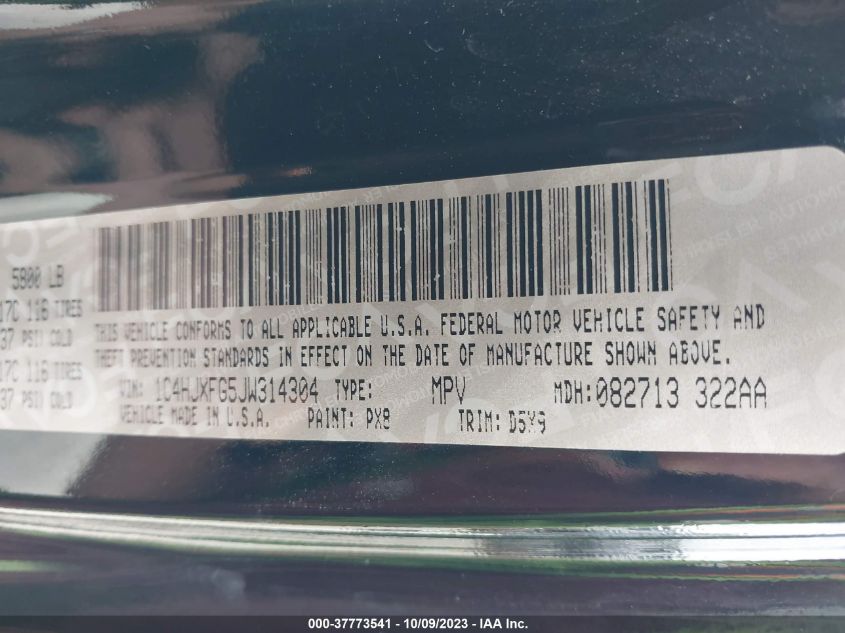 5800 LB
17C 116 TIRES
37 PSI) COLD
17C 116 TIRES
37 PSI) COLD
THIS VEHICLE CONFORMS TO ALL APPLICABLE U.S.A. FEDERAL MOTOR VEHICLE SAFETY AND
THEFT PREVENTION STANDARDS IN EFFECT ON THE DATE OF MANUFACTURE SHOWN ABOVE.
VIN: 1C4HJXFG5JW314304 TYPE: MPV MDH:082713 322AA
VEHICLE MADE IN U.S.A. PAINT: PX8 TRIM: D5Y9
000-37773541 - 10/09/2023 - IAA Inc.